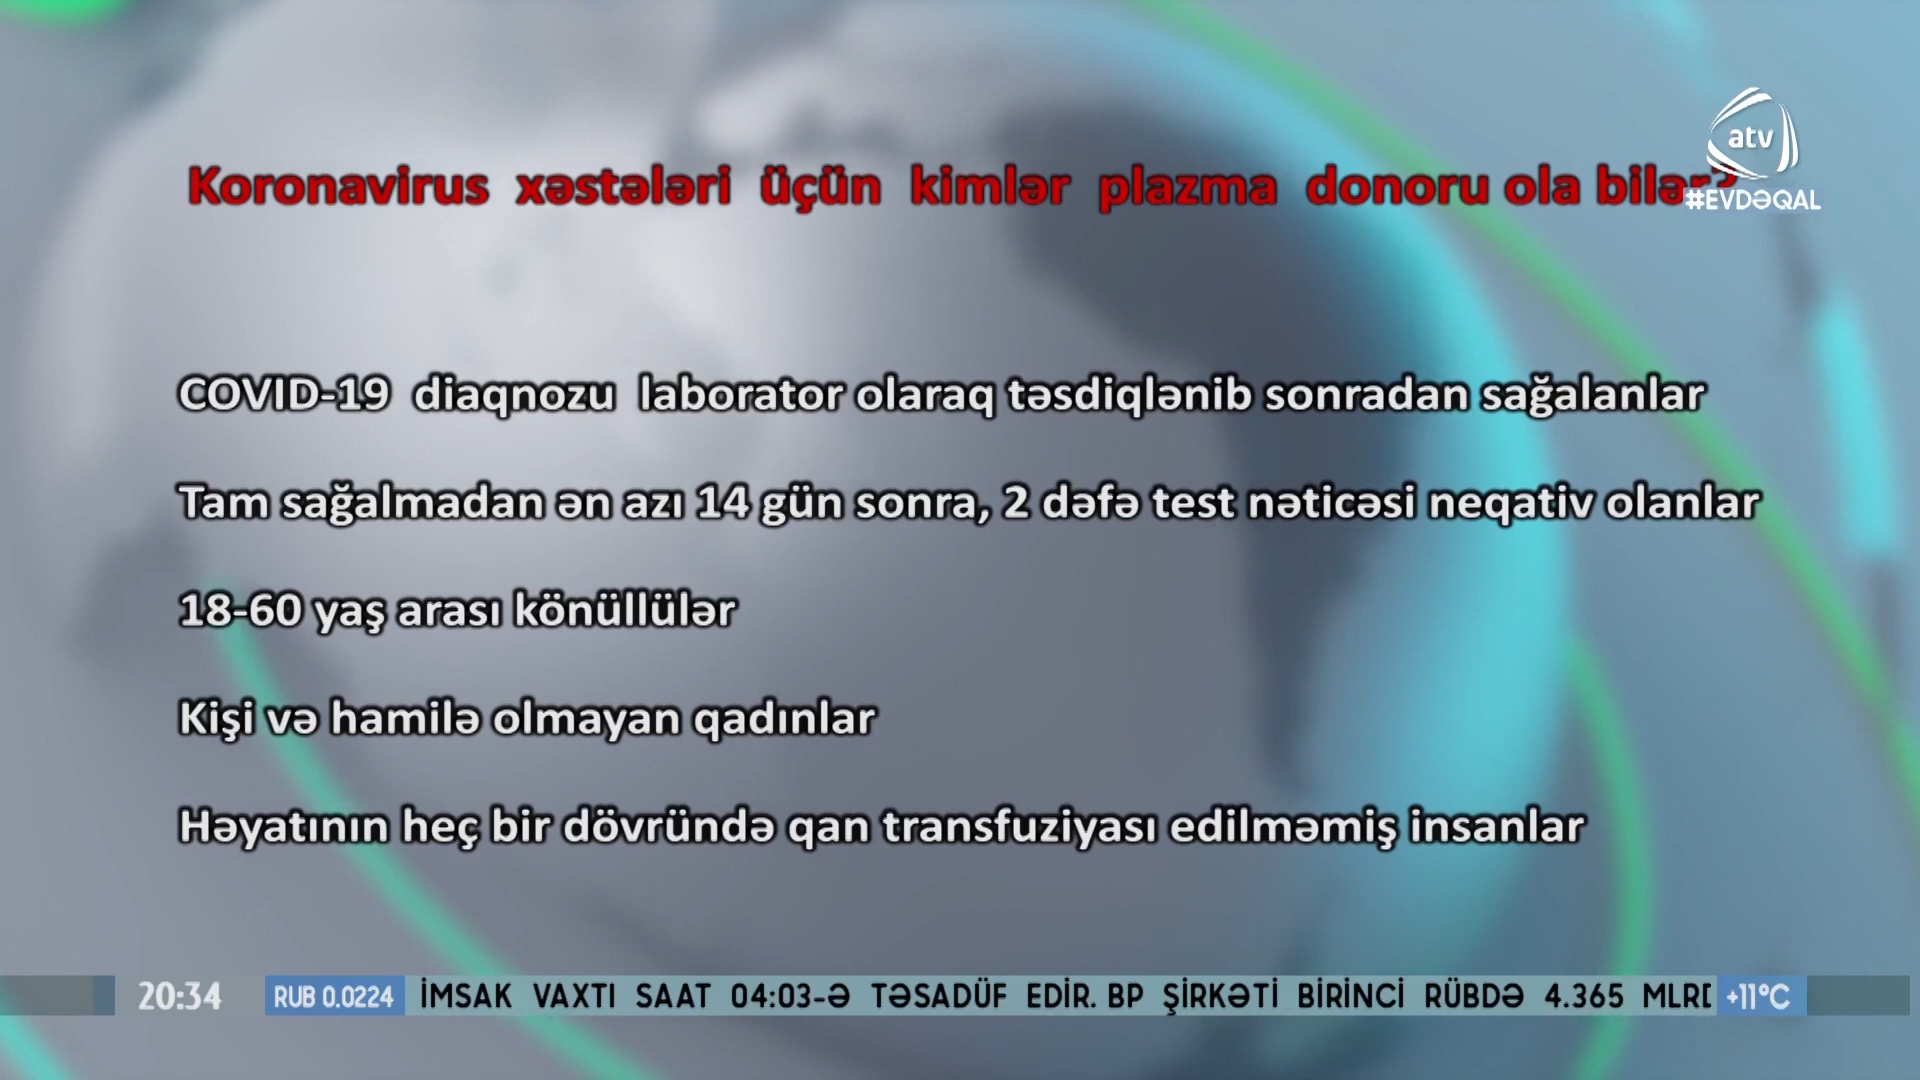 atv
#EVDƏQAL
Koronavirus xəstələri üçün kimlər plazma donoru ola bilər?
COVID-19 diaqnozu laborator olaraq təsdiqlənib sonradan sağalanlar
Tam sağalmadan ən azı 14 gün sonra, 2 dəfə test nəticəsi neqativ olanlar
18-60 yaş arası könüllülər
Kişi və hamilə olmayan qadınlar
Həyatının heç bir dövründə qan transfuziyası edilməmiş insanlar
20:34 RUB 0.0224 İMSAK VAXTI SAAT 04:03-Ə TƏSADÜF EDİR. BP ŞİRKƏTİ BİRİNCİ RÜBDƏ 4.365 MLRD +11°C